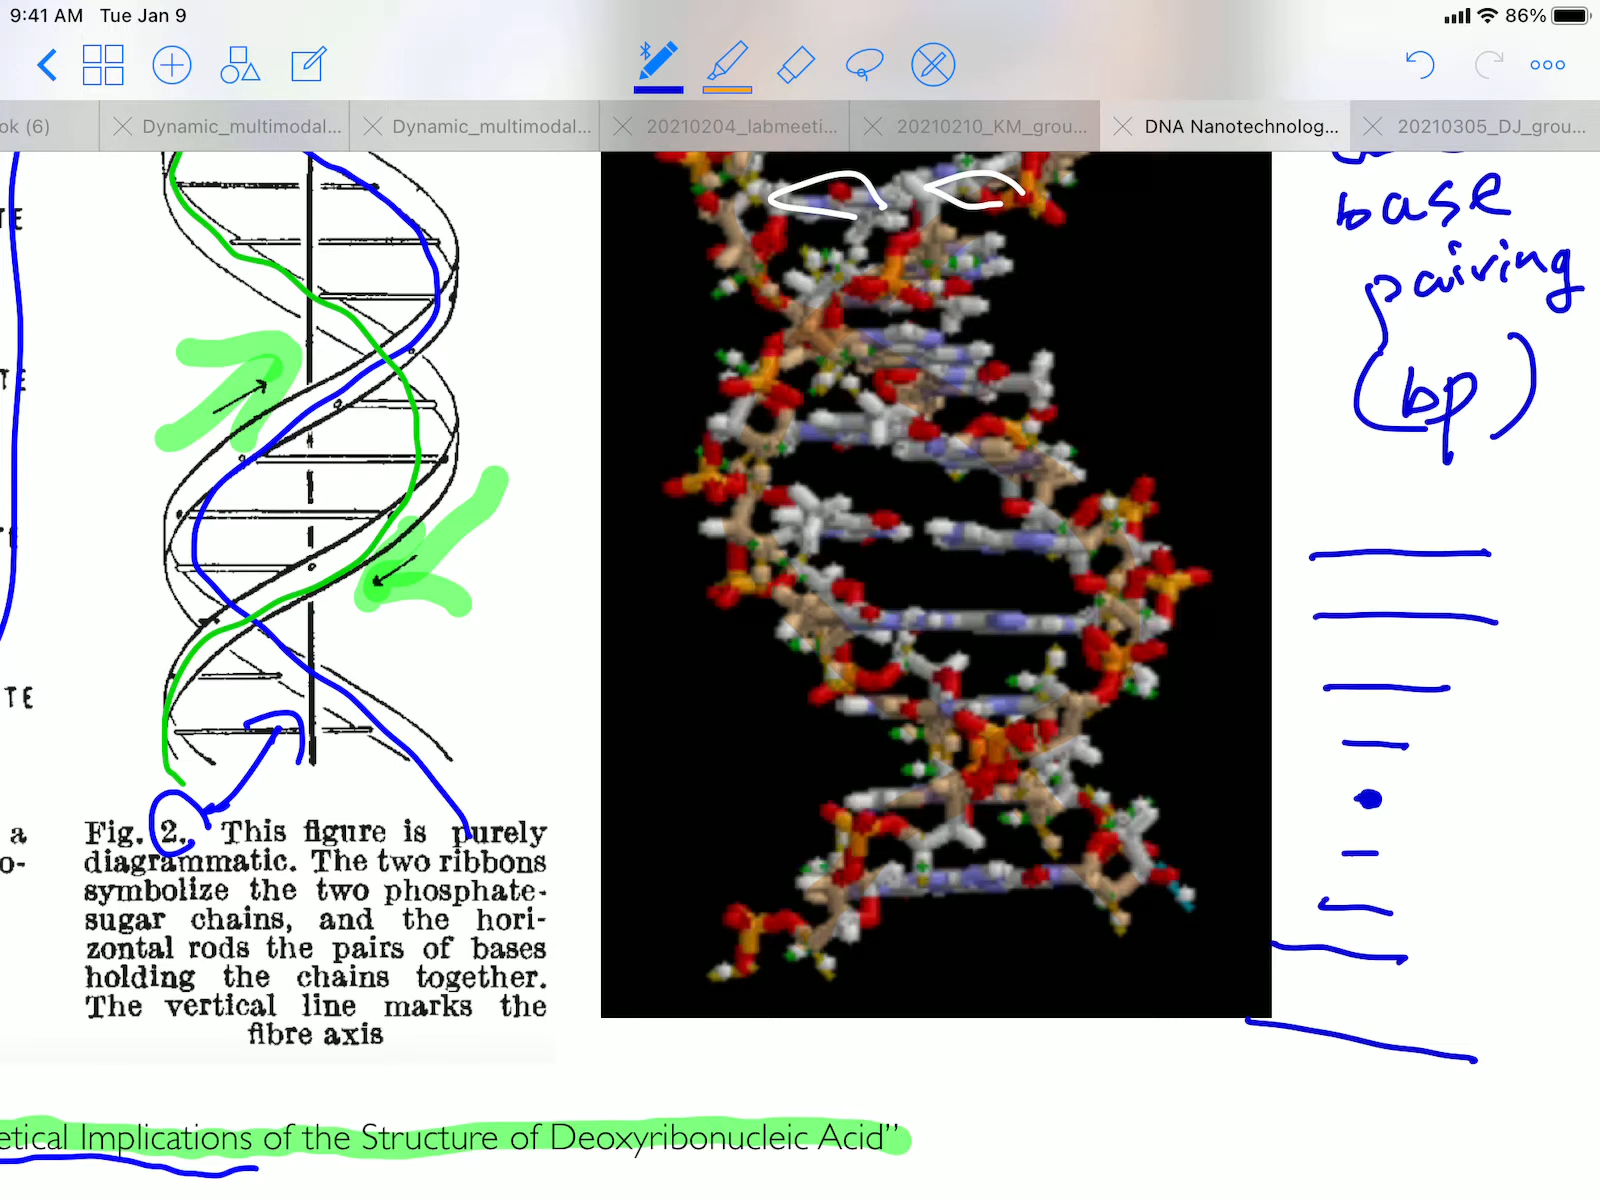 9:41 AM Tue Jan 9
86%
ok (6)
Dynamic_multimodal...
Dynamic_multimodal...
20210204_labmeeti...
20210210_KM_grou...
DNA Nanotechnolog...
20210305_DJ_grou...
TE
TE
TE
a
o-
base
pairing
(bp)
Fig. 2. This figure is purely
diagrammatic. The two ribbons
symbolize the two phosphate-
sugar chains, and the hori-
zontal rods the pairs of bases
holding the chains together.
The vertical line marks the
fibre axis
etical Implications of the Structure of Deoxyribonucleic Acid”